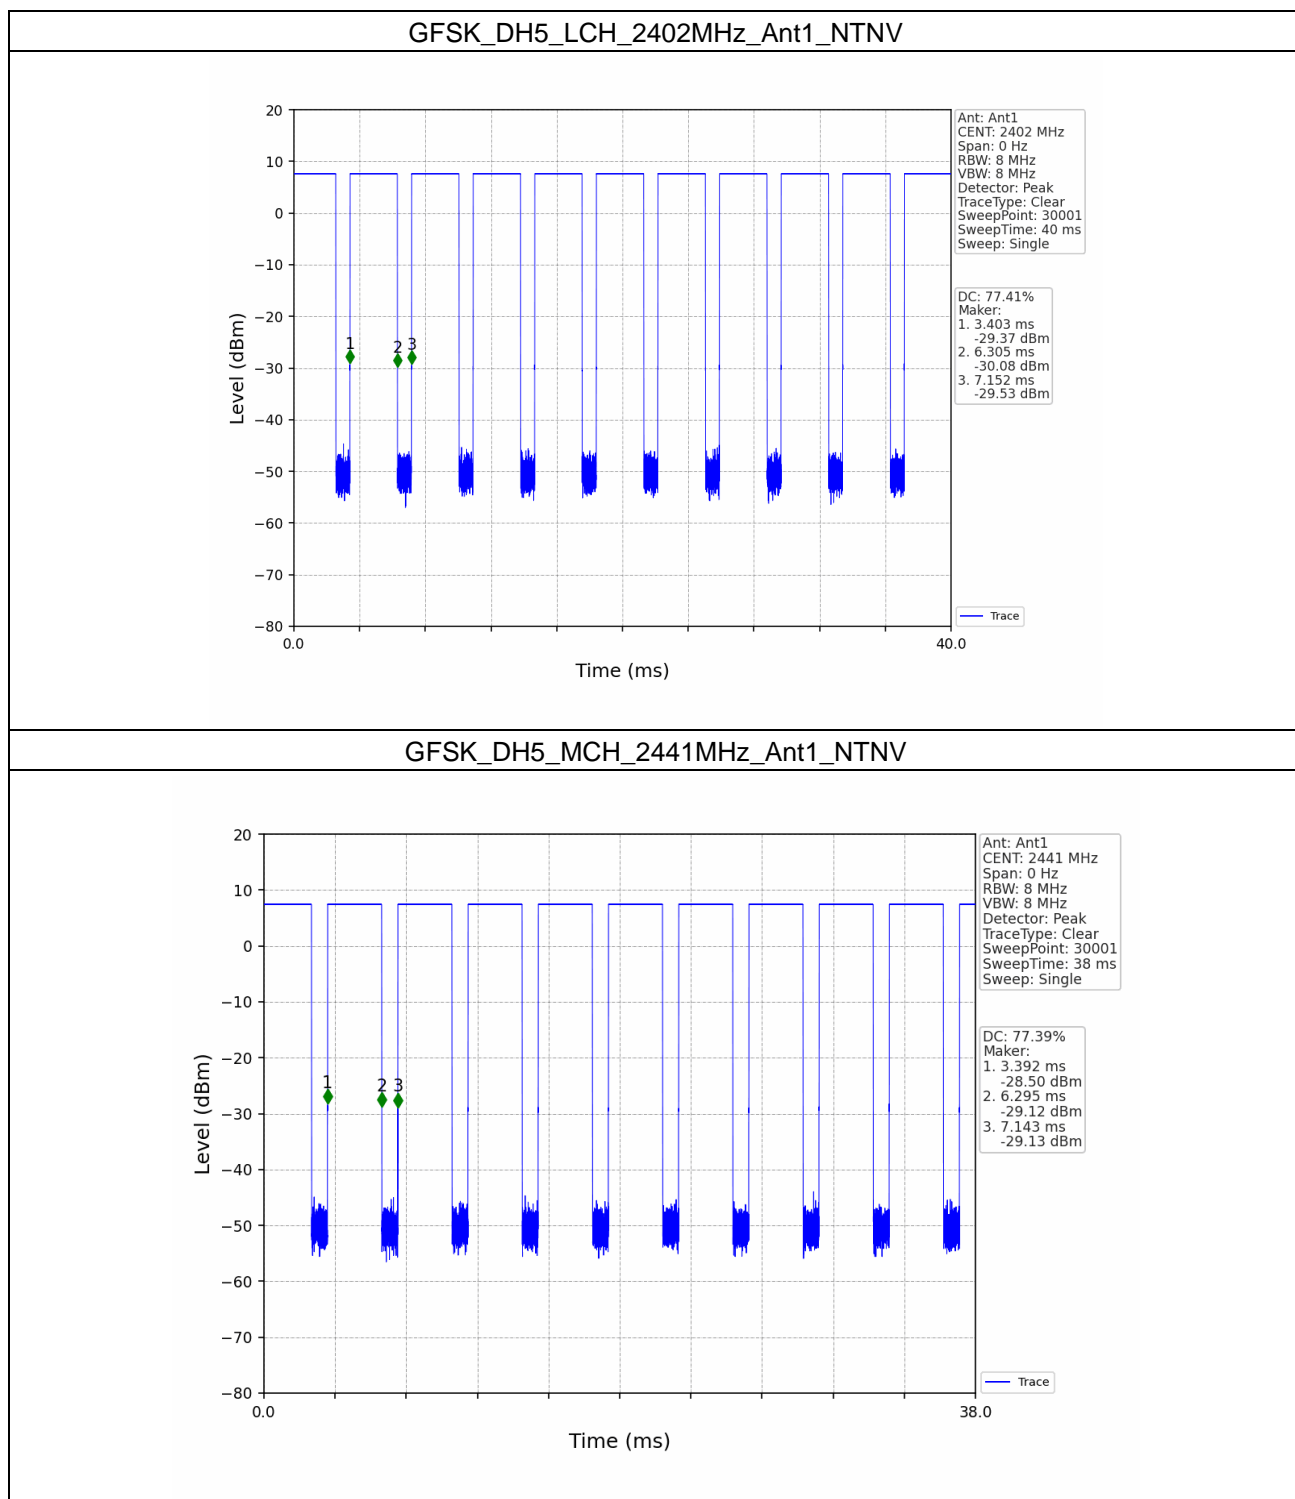 GFSK_DH5_LCH_2402MHz_Ant1_NTNV
20
10
0
−10
−20
−30
−40
−50
−60
−70
−80
Level (dBm)
1
2
3
0.0
40.0
Time (ms)
Ant: Ant1
CENT: 2402 MHz
Span: 0 Hz
RBW: 8 MHz
VBW: 8 MHz
Detector: Peak
TraceType: Clear
SweepPoint: 30001
SweepTime: 40 ms
Sweep: Single
DC: 77.41%
Maker:
1. 3.403 ms
-29.37 dBm
2. 6.305 ms
-30.08 dBm
3. 7.152 ms
-29.53 dBm
Trace
GFSK_DH5_MCH_2441MHz_Ant1_NTNV
20
10
0
−10
−20
−30
−40
−50
−60
−70
−80
Level (dBm)
1
2
3
0.0
38.0
Time (ms)
Ant: Ant1
CENT: 2441 MHz
Span: 0 Hz
RBW: 8 MHz
VBW: 8 MHz
Detector: Peak
TraceType: Clear
SweepPoint: 30001
SweepTime: 38 ms
Sweep: Single
DC: 77.39%
Maker:
1. 3.392 ms
-28.50 dBm
2. 6.295 ms
-29.12 dBm
3. 7.143 ms
-29.13 dBm
Trace